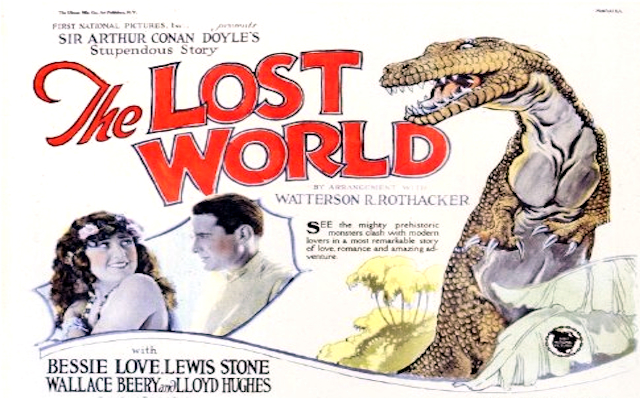 FIRST NATIONAL PICTURES, Inc. presents
SIR ARTHUR CONAN DOYLE'S
Stupendous Story
The LOST
WORLD
BY ARRANGEMENT WITH
WATTERSON R. ROTHACKER
SEE the mighty prehistoric
monsters clash with modern
lovers in a most remarkable story
of love, romance and amazing ad-
venture.
with
BESSIE LOVE, LEWIS STONE
WALLACE BEERY and LLOYD HUGHES